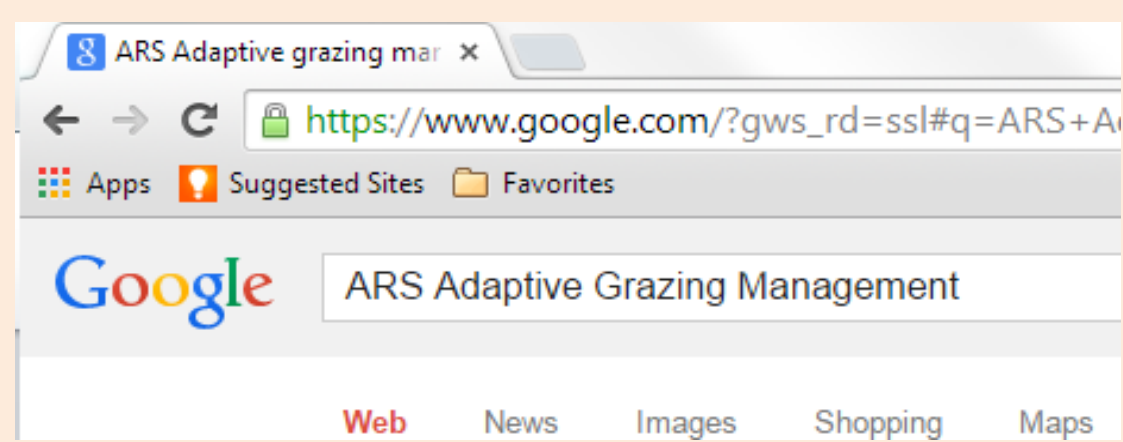 ARS Adaptive grazing mar
https://www.google.com/?gws_rd=ssl#q=ARS+A
Apps Suggested Sites Favorites
Google ARS Adaptive Grazing Management
Web News Images Shopping Maps